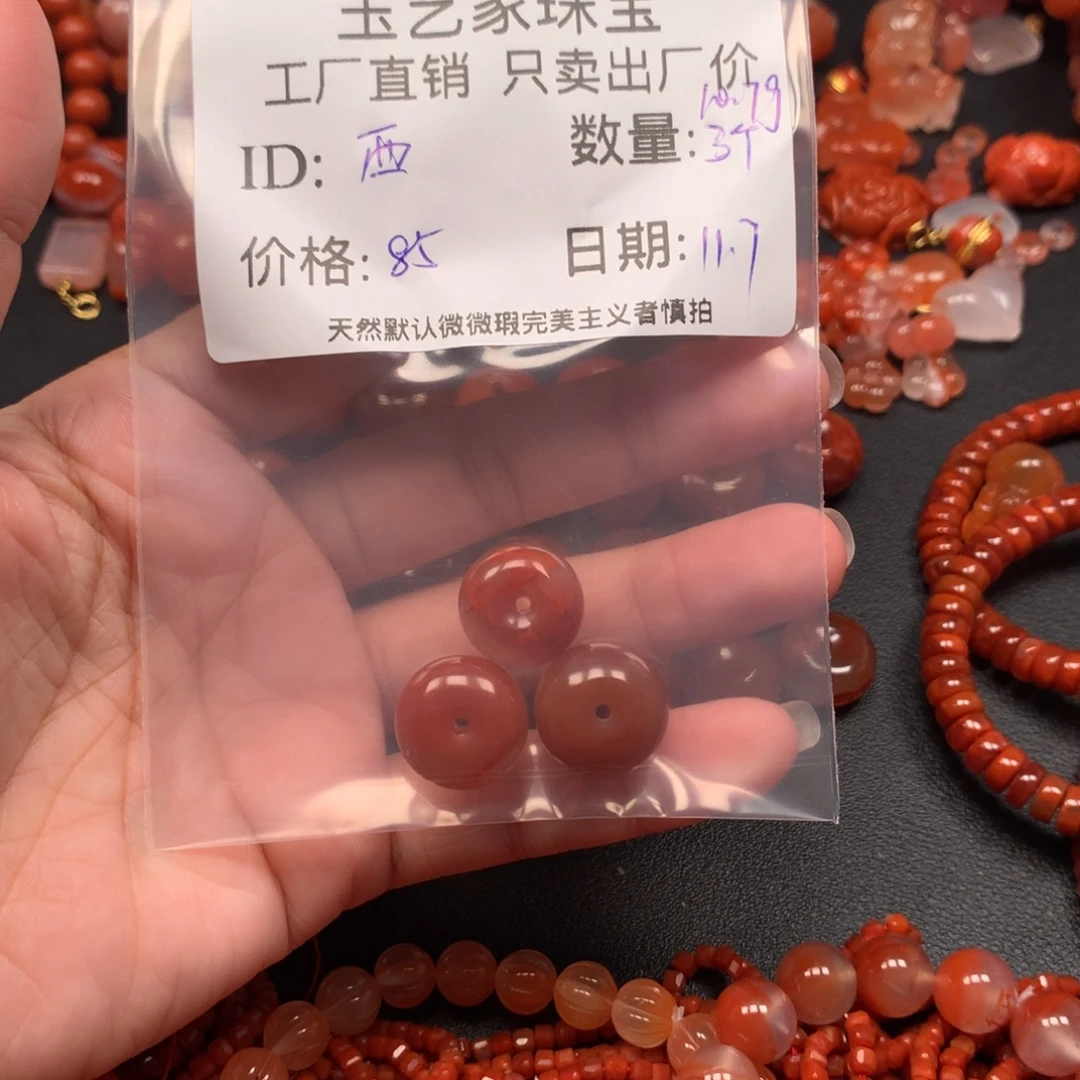 玉艺家珠宝
工厂直销 只卖出厂价
10.79
ID: 西 数量: 3个
价格: 85 日期: 11.7
天然默认微微瑕完美主义者慎拍